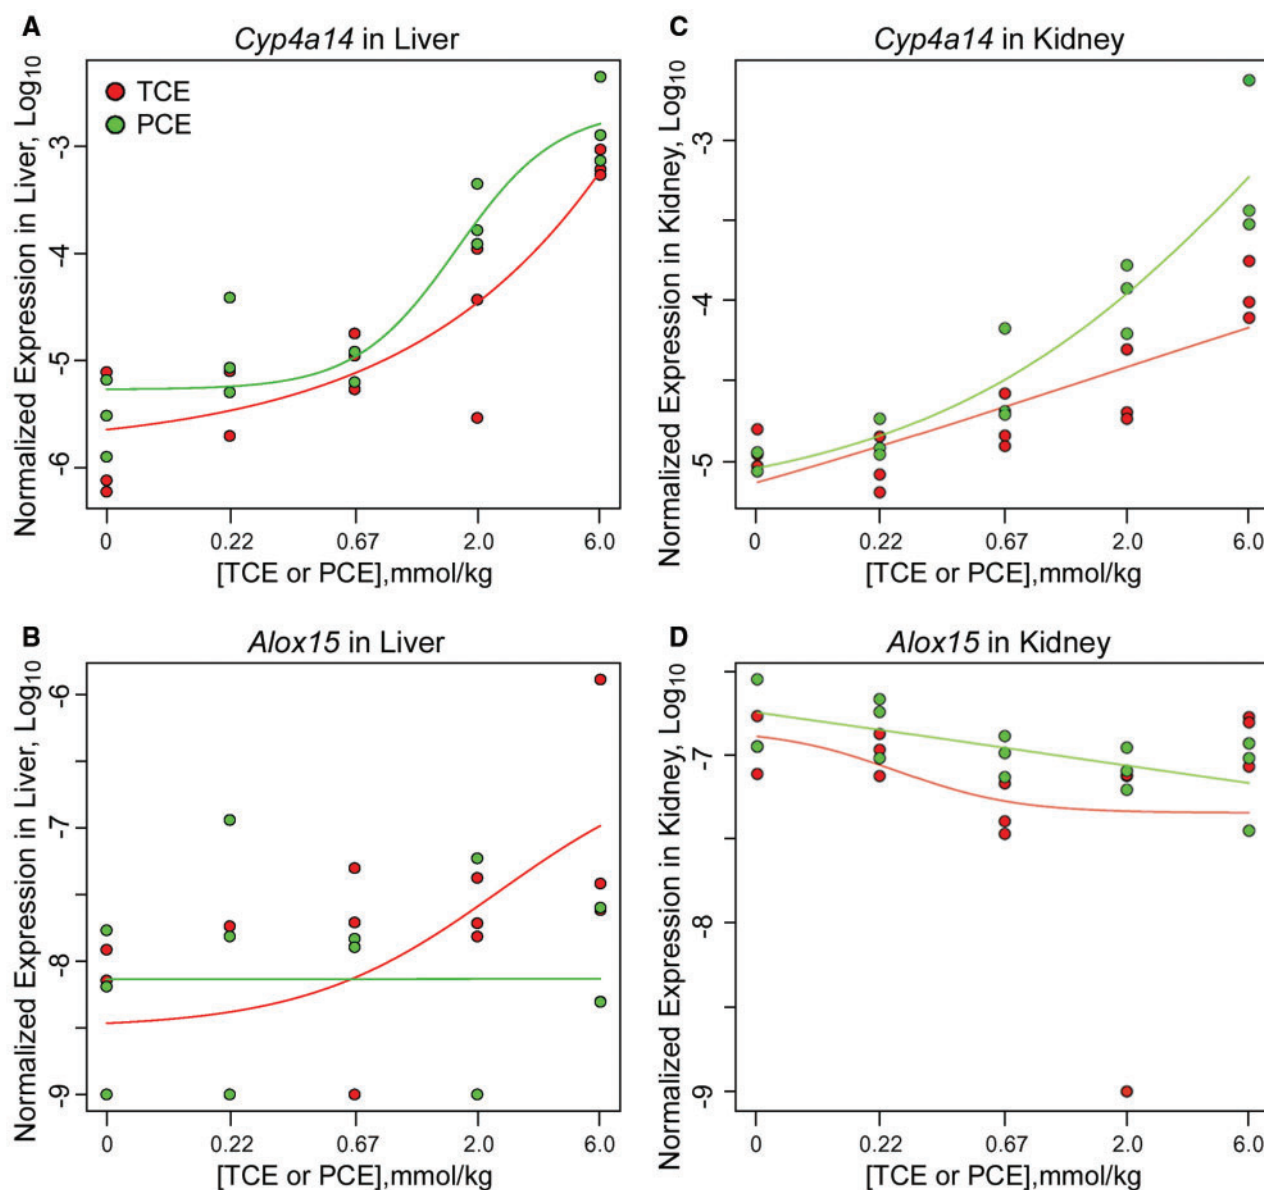 A
Cyp4a14 in Liver
Normalized Expression in Liver, Log10
TCE
PCE
-3
-4
-5
-6
0 0.22 0.67 2.0 6.0
[TCE or PCE],mmol/kg
C
Cyp4a14 in Kidney
Normalized Expression in Kidney, Log10
-3
-4
-5
0 0.22 0.67 2.0 6.0
[TCE or PCE],mmol/kg
B
Alox15 in Liver
Normalized Expression in Liver, Log10
-6
-7
-8
-9
0 0.22 0.67 2.0 6.0
[TCE or PCE],mmol/kg
D
Alox15 in Kidney
Normalized Expression in Kidney, Log10
-7
-8
-9
0 0.22 0.67 2.0 6.0
[TCE or PCE],mmol/kg